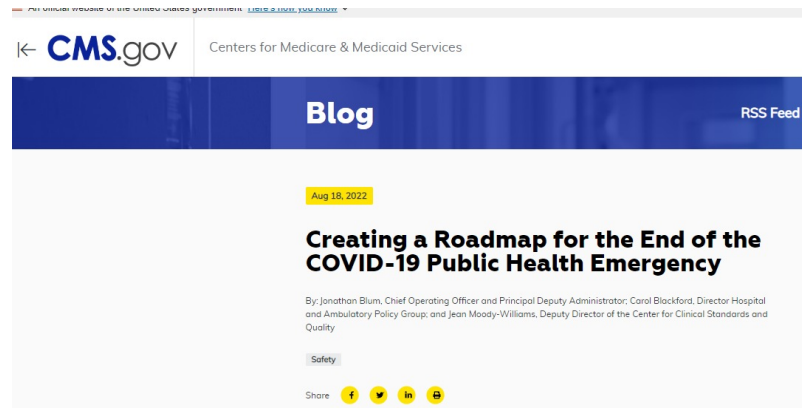 An official website of the United States government Here's how you know
CMS.gov
Centers for Medicare & Medicaid Services
Blog
RSS Feed
Aug 18, 2022
Creating a Roadmap for the End of the
COVID-19 Public Health Emergency
By: Jonathan Blum, Chief Operating Officer and Principal Deputy Administrator; Carol Blackford, Director Hospital
and Ambulatory Policy Group; and Jean Moody-Williams, Deputy Director of the Center for Clinical Standards and
Quality
Safety
Share